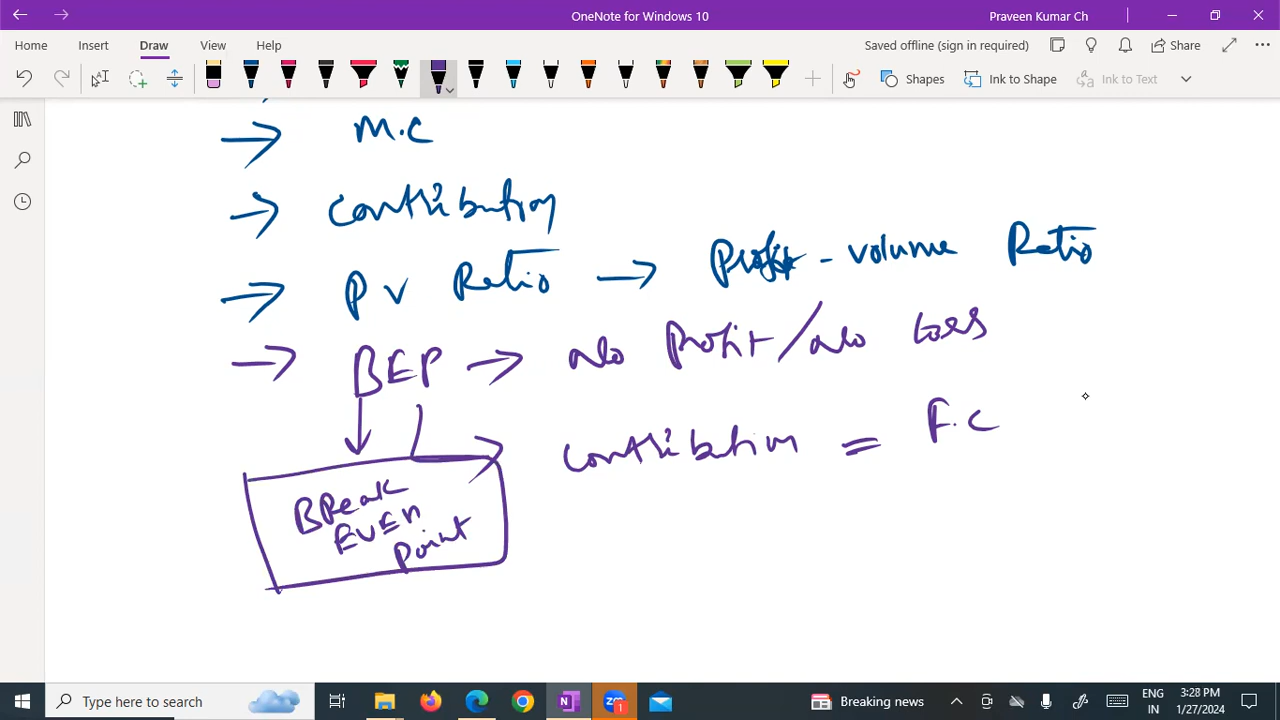 OneNote for Windows 10
Praveen Kumar Ch
Home Insert Draw View Help
Saved offline (sign in required)
Share
Shapes
Ink to Shape
Ink to Text
→ M.C
→ Contribution
→ PV Ratio → Profit - volume Ratio
→ BEP → No Profit/No Loss
→ Contribution = F.C
BReak
EVEn
Point
Type here to search
Breaking news
ENG
IN
3:28 PM
1/27/2024
1